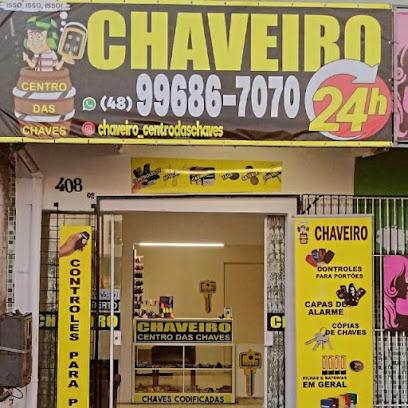 ISSO, ISSO, ISSO!
CENTRO
DAS
CHAVES
CHAVEIRO
(48) 99686-7070
24h
chaveiro_centrodaschaves
408
CONTROLES PARA P
ABERTO
CHAVEIRO
CENTRO DAS CHAVES
CHAVES CODIFICADAS
CHAVEIRO
CONTROLES
PARA PORTÕES
CAPAS DE
ALARME
CÓPIAS
DE CHAVES
PILHAS & BATERIAS
EM GERAL